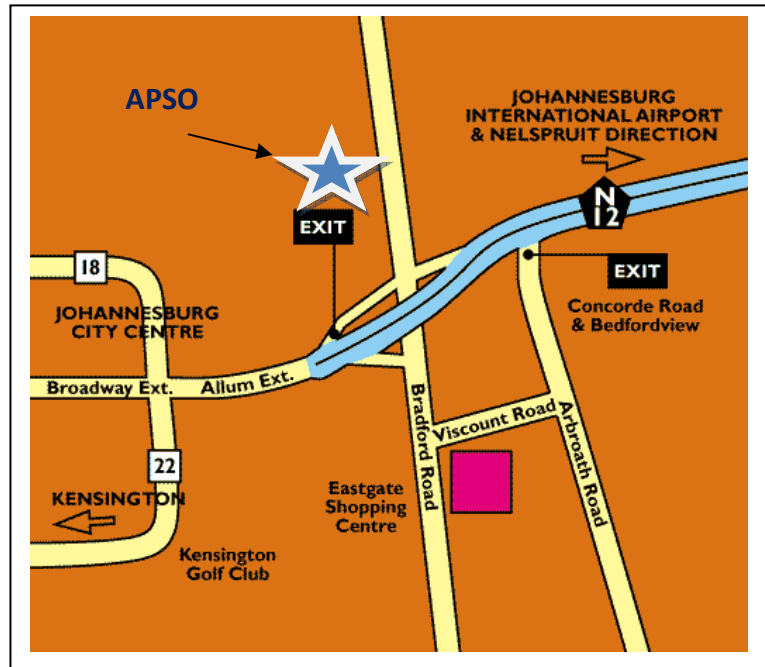 APSO
JOHANNESBURG
INTERNATIONAL AIRPORT
& NELSPRUIT DIRECTION
N
12
EXIT
18
EXIT
JOHANNESBURG
CITY CENTRE
Concorde Road
& Bedfordview
Broadway Ext.
Allum Ext.
Bradford Road
Viscount Road
Arbroath Road
22
Eastgate
Shopping
Centre
KENSINGTON
Kensington
Golf Club